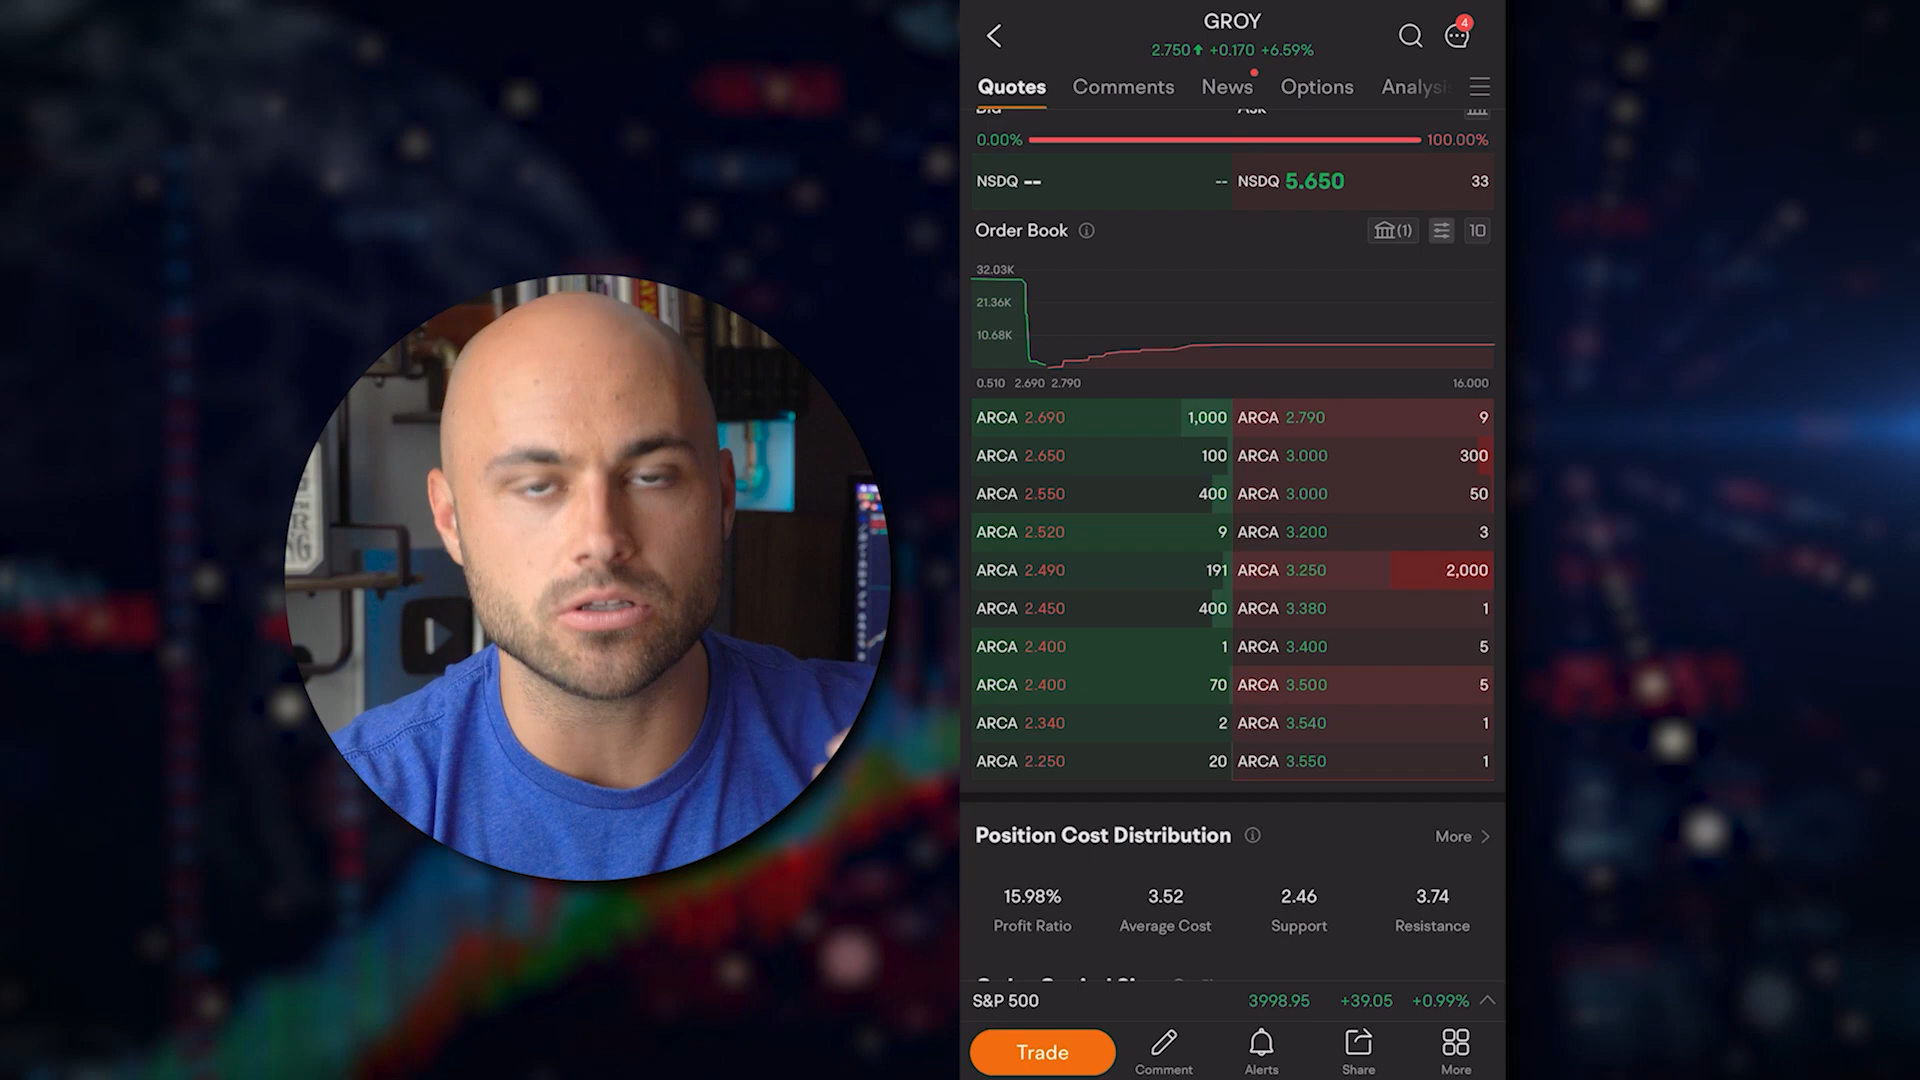 GROY
4
2.750 +0.170 +6.59%
Quotes Comments News Options Analysi
Bid Ask
0.00% 100.00%
NSDQ -- -- NSDQ 5.650 33
Order Book (1) 10
32.03K
21.36K
10.68K
0.510 2.690 2.790 16.000
ARCA 2.690 1,000 ARCA 2.790 9
ARCA 2.650 100 ARCA 3.000 300
ARCA 2.550 400 ARCA 3.000 50
ARCA 2.520 9 ARCA 3.200 3
ARCA 2.490 191 ARCA 3.250 2,000
ARCA 2.450 400 ARCA 3.380 1
ARCA 2.400 1 ARCA 3.400 5
ARCA 2.400 70 ARCA 3.500 5
ARCA 2.340 2 ARCA 3.540 1
ARCA 2.250 20 ARCA 3.550 1
Position Cost Distribution More
15.98% 3.52 2.46 3.74
Profit Ratio Average Cost Support Resistance
S&P 500 3998.95 +39.05 +0.99%
Trade Comment Alerts Share More